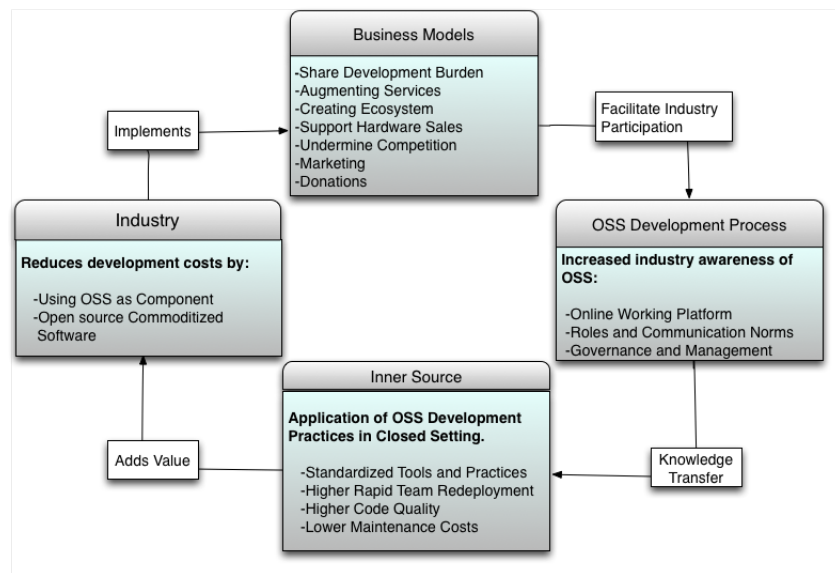 Business Models
-Share Development Burden
-Augmenting Services
-Creating Ecosystem
-Support Hardware Sales
-Undermine Competition
-Marketing
-Donations
Implements
Facilitate Industry
Participation
Industry
Reduces development costs by:
-Using OSS as Component
-Open source Commoditized
Software
OSS Development Process
Increased industry awareness of
OSS:
-Online Working Platform
-Roles and Communication Norms
-Governance and Management
Inner Source
Application of OSS Development
Practices in Closed Setting.
-Standardized Tools and Practices
-Higher Rapid Team Redeployment
-Higher Code Quality
-Lower Maintenance Costs
Adds Value
Knowledge
Transfer